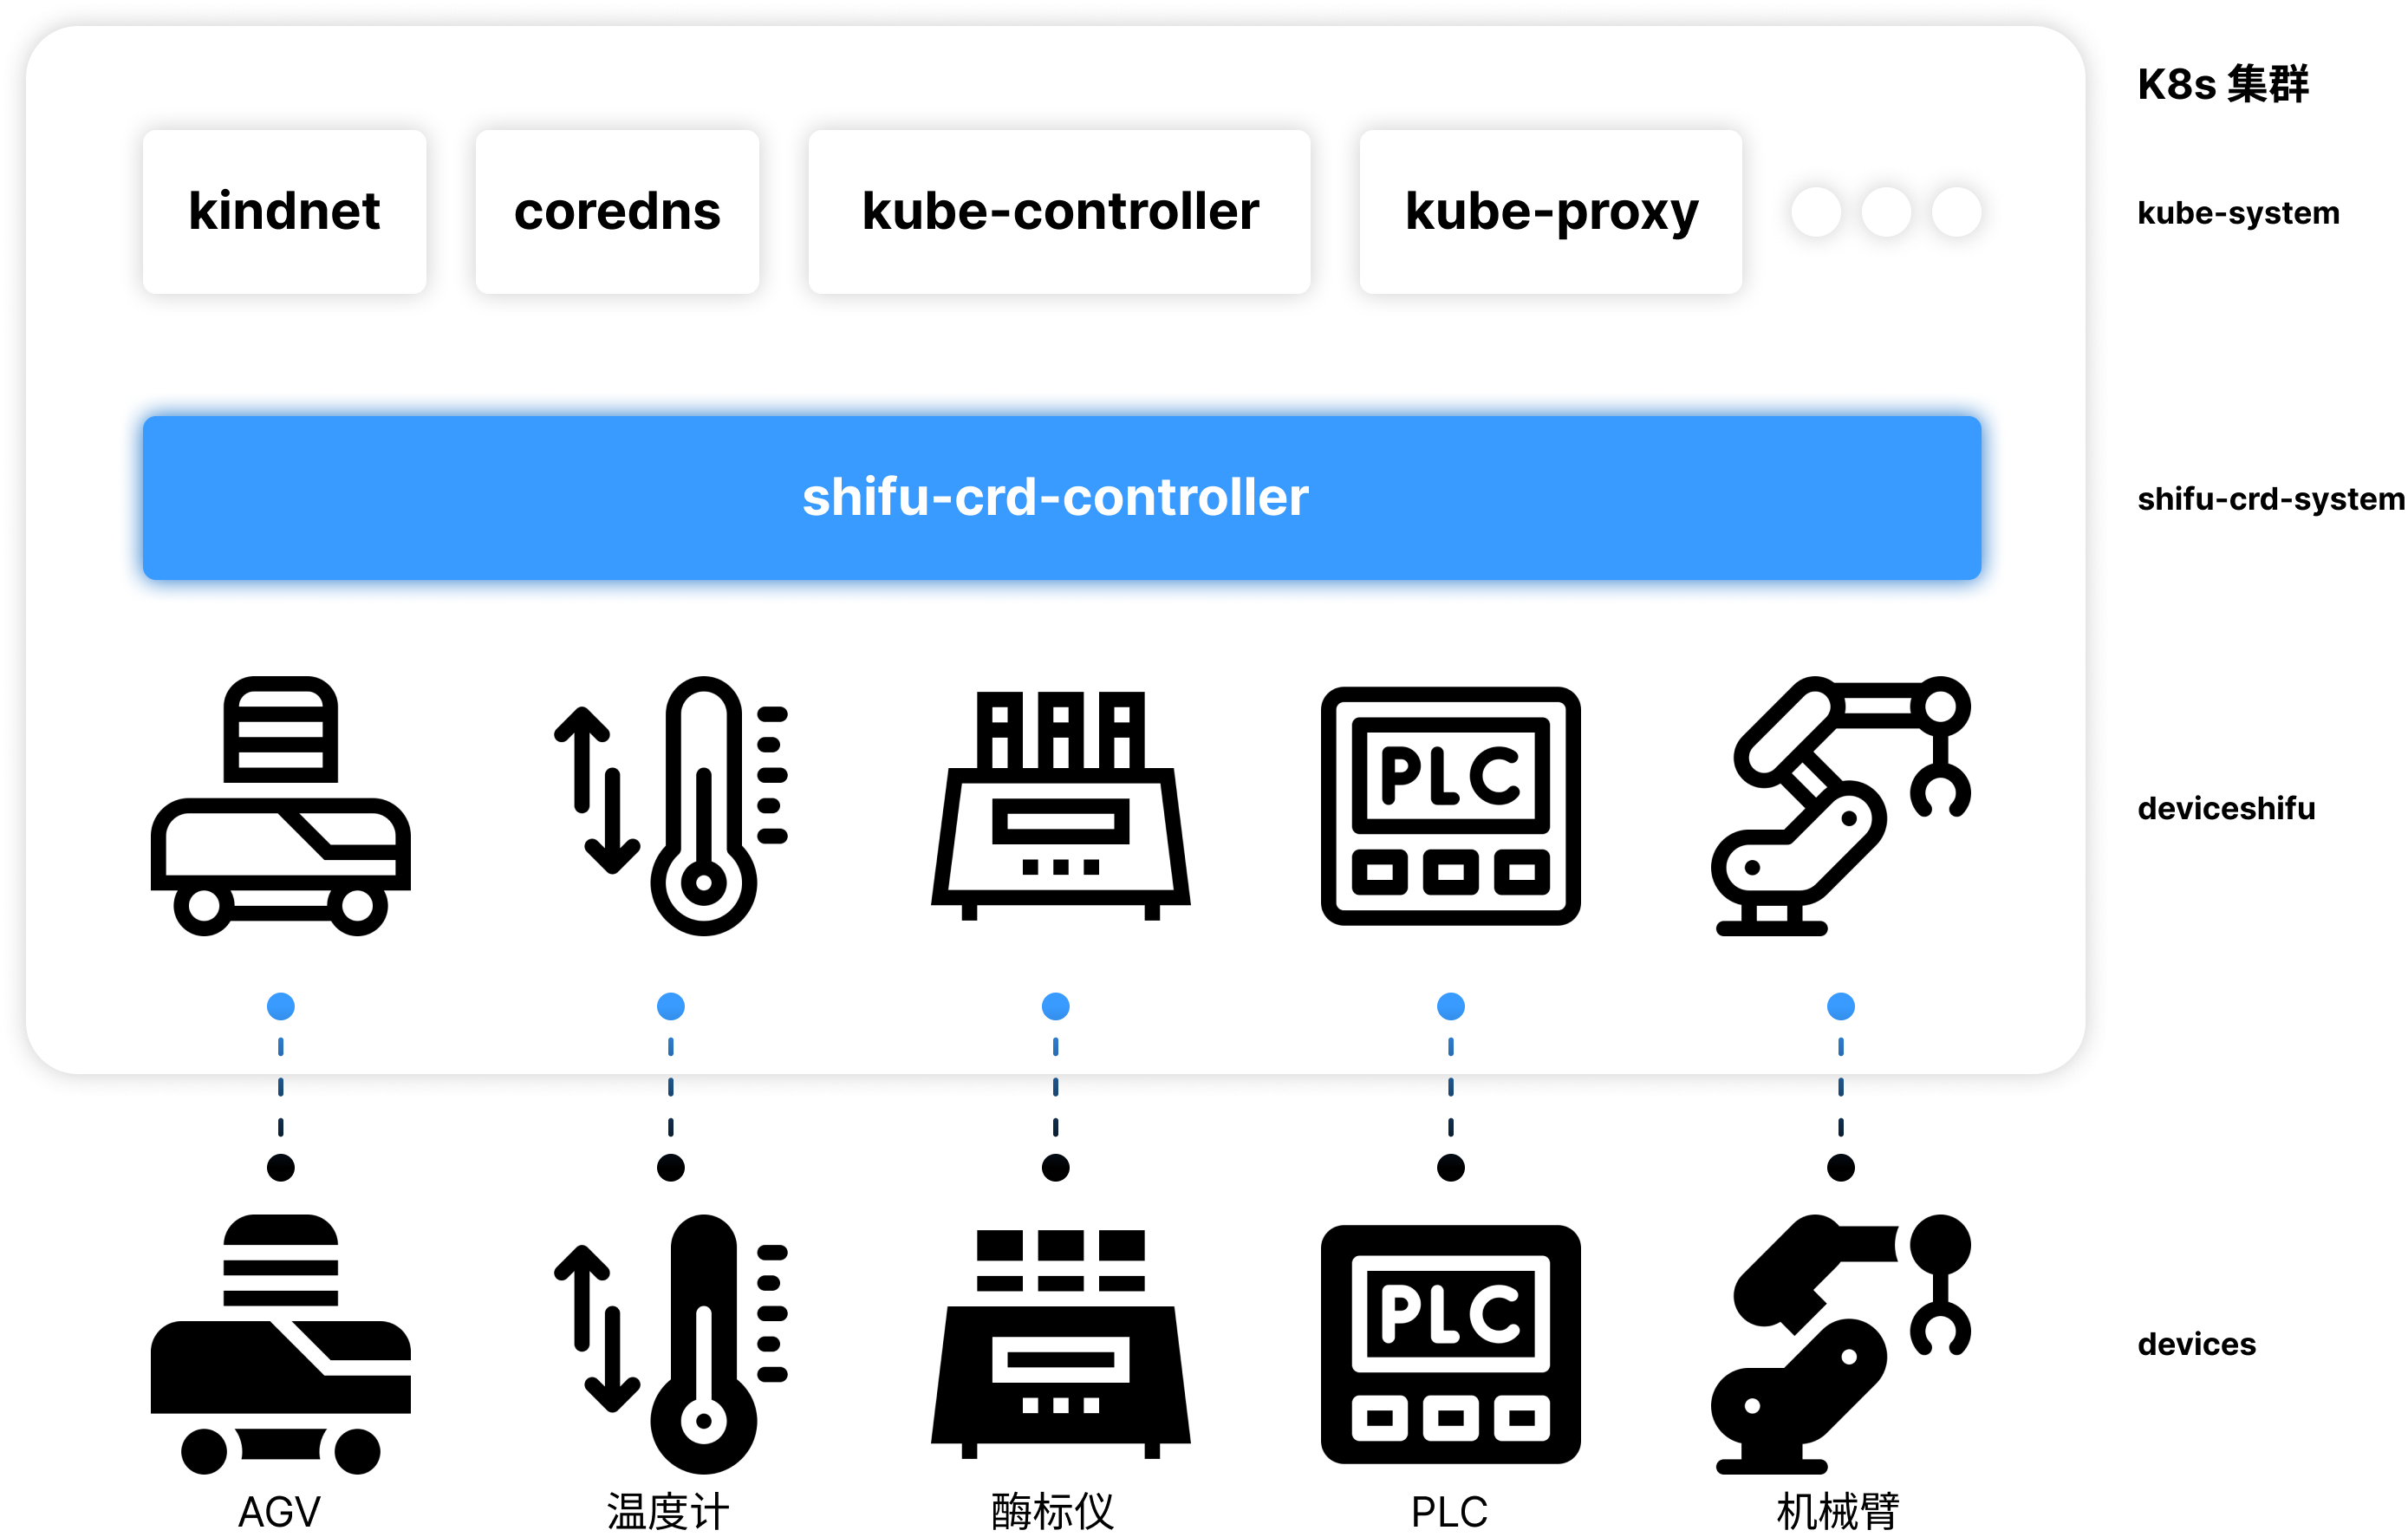 K8s 集群
kindnet
coredns
kube-controller
kube-proxy
kube-system
shifu-crd-controller
shifu-crd-system
PLC
deviceshifu
PLC
devices
AGV
温度计
酶标仪
PLC
机械臂